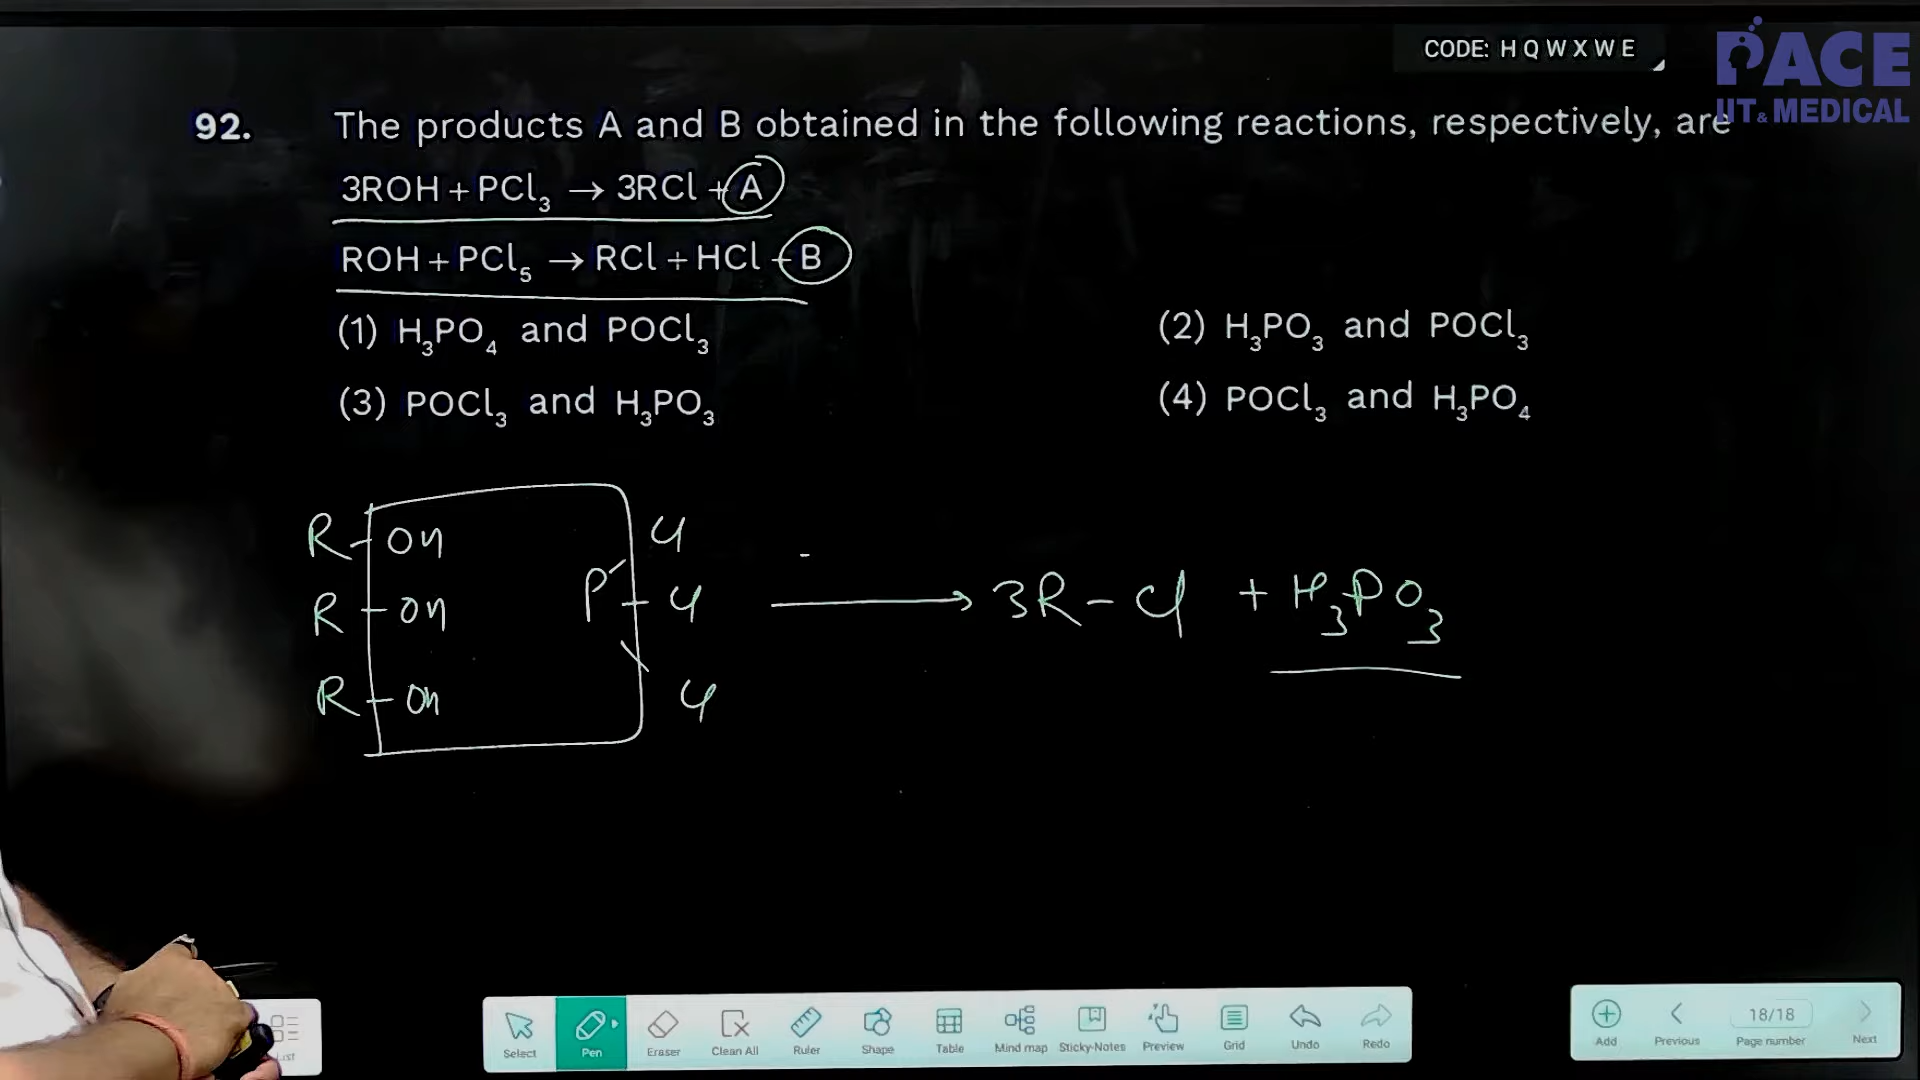 CODE: H Q W X W E
PACE
IIT & MEDICAL
92. The products A and B obtained in the following reactions, respectively, are
3ROH + PCl₃ → 3RCl + A
ROH + PCl₅ → RCl + HCl + B
(1) H₃PO₄ and POCl₃ (2) H₃PO₃ and POCl₃
(3) POCl₃ and H₃PO₃ (4) POCl₃ and H₃PO₄
R-OH Cl
R-OH P-Cl → 3R-Cl + H₃PO₃
R-OH Cl
Select Pen Eraser Clean All Ruler Shape Table Mind map Sticky-Notes Preview Grid Undo Redo
Add Previous 18/18 Page number Next